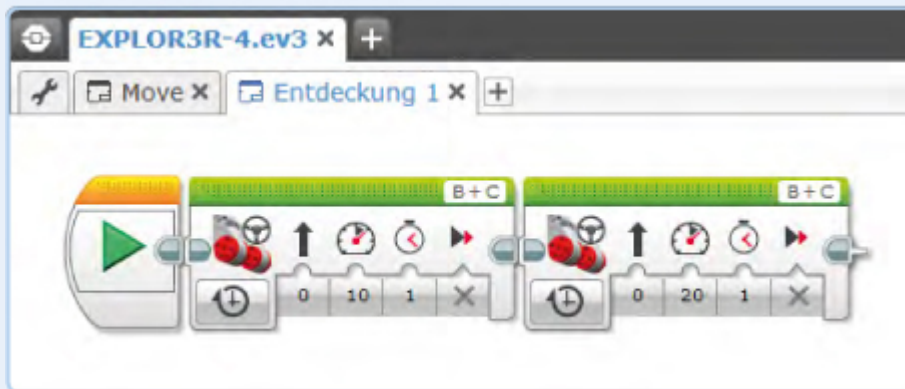 EXPLOR3R-4.ev3
Move Entdeckung 1
B+C B+C
0 10 1 0 20 1